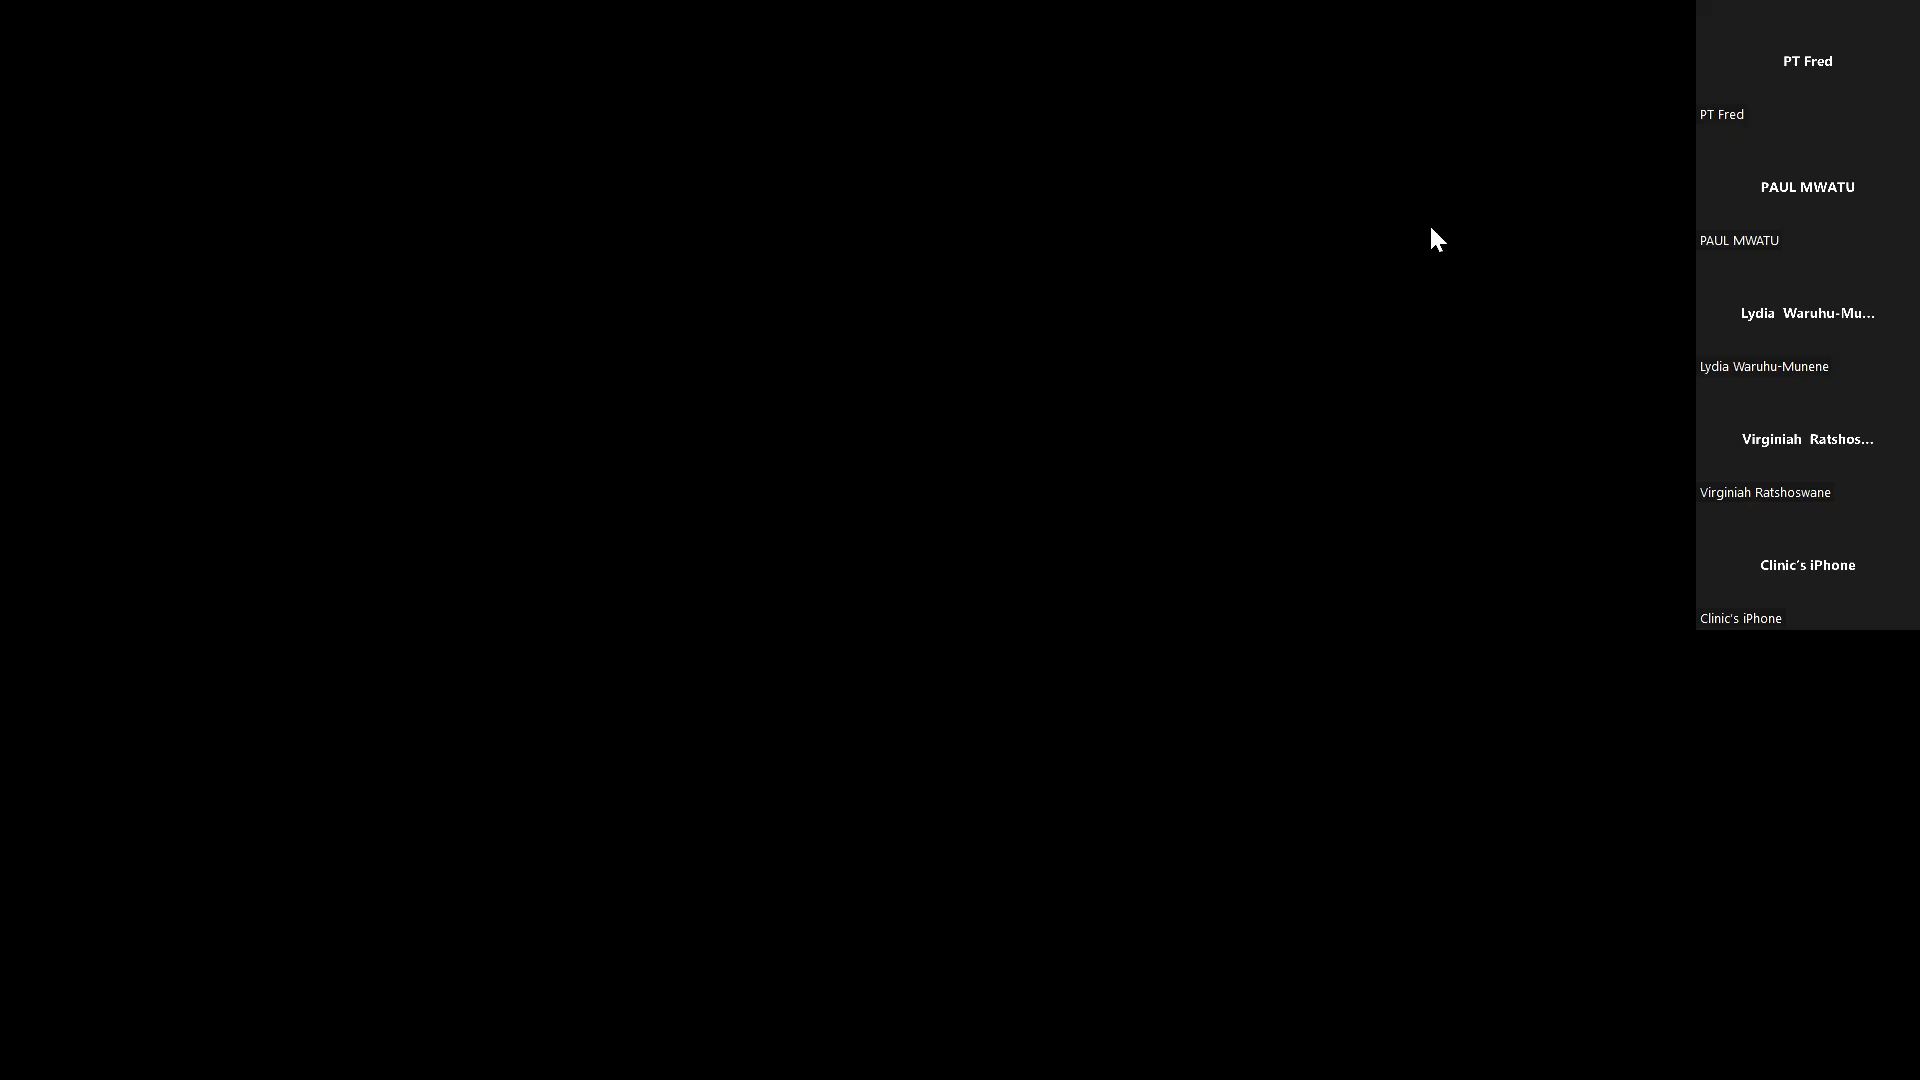 PT Fred
PT Fred
PAUL MWATU
PAUL MWATU
Lydia Waruhu-Mu...
Lydia Waruhu-Munene
Virginiah Ratshos...
Virginiah Ratshoswane
Clinic's iPhone
Clinic's iPhone